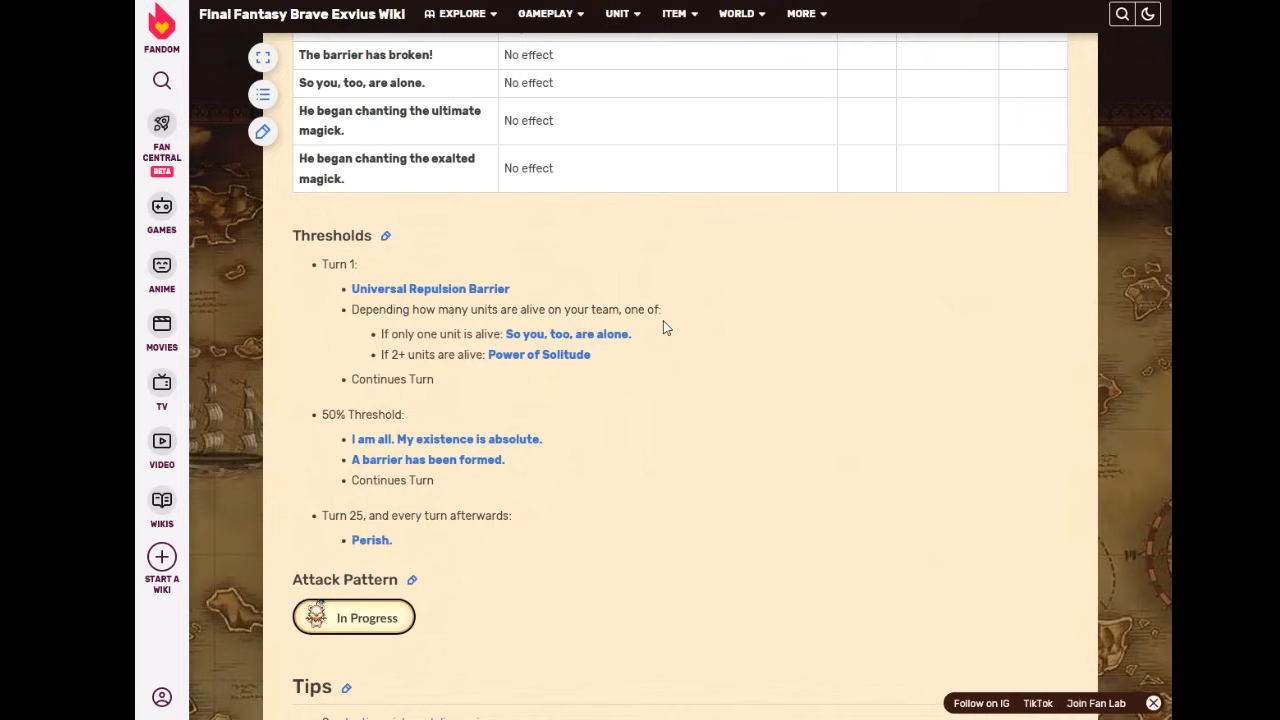 Final Fantasy Brave Exvius Wiki
EXPLORE
GAMEPLAY
UNIT
ITEM
WORLD
MORE
FANDOM
FAN
CENTRAL
BETA
GAMES
ANIME
MOVIES
TV
VIDEO
WIKIS
START A
WIKI
The barrier has broken! No effect
So you, too, are alone. No effect
He began chanting the ultimate
magick. No effect
He began chanting the exalted
magick. No effect
Thresholds
• Turn 1:
• Universal Repulsion Barrier
• Depending how many units are alive on your team, one of:
• If only one unit is alive: So you, too, are alone.
• If 2+ units are alive: Power of Solitude
• Continues Turn
• 50% Threshold:
• I am all. My existence is absolute.
• A barrier has been formed.
• Continues Turn
• Turn 25, and every turn afterwards:
• Perish.
Attack Pattern
In Progress
Tips
Follow on IG TikTok Join Fan Lab